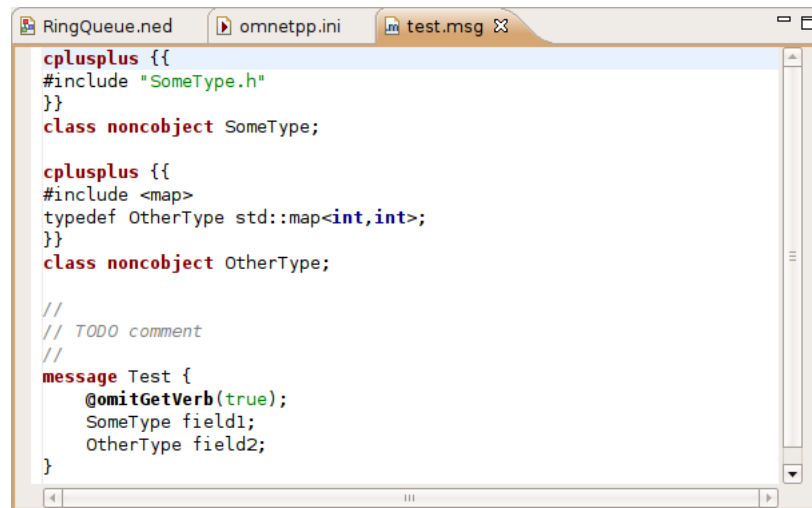 RingQueue.ned omnetpp.ini test.msg
cplusplus {{
#include "SomeType.h"
}}
class noncobject SomeType;

cplusplus {{
#include <map>
typedef OtherType std::map<int,int>;
}}
class noncobject OtherType;

//
// TODO comment
//
message Test {
    @omitGetVerb(true);
    SomeType field1;
    OtherType field2;
}